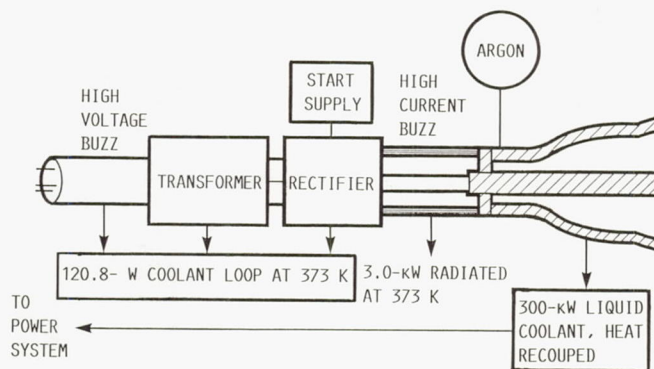 ARGON
START
SUPPLY
HIGH
VOLTAGE
BUZZ
HIGH
CURRENT
BUZZ
TRANSFORMER
RECTIFIER
120.8- W COOLANT LOOP AT 373 K
3.0-KW RADIATED
AT 373 K
TO
POWER
SYSTEM
300-KW LIQUID
COOLANT, HEAT
RECOUPED